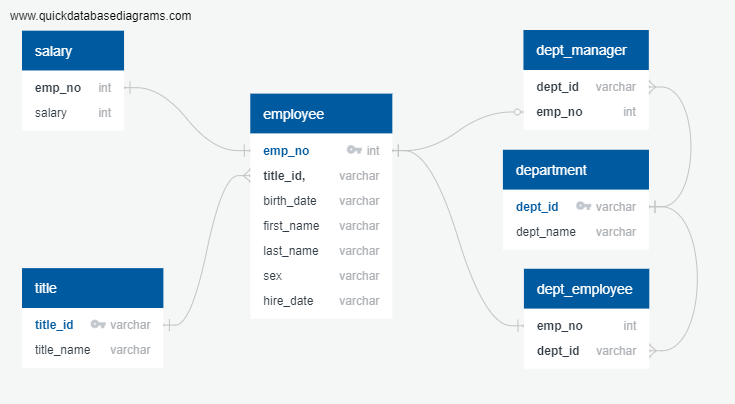 www.quickdatabasediagrams.com
salary
emp_no int
salary int
employee
emp_no int
title_id, varchar
birth_date varchar
first_name varchar
last_name varchar
sex varchar
hire_date varchar
title
title_id varchar
title_name varchar
dept_manager
dept_id varchar
emp_no int
department
dept_id varchar
dept_name varchar
dept_employee
emp_no int
dept_id varchar